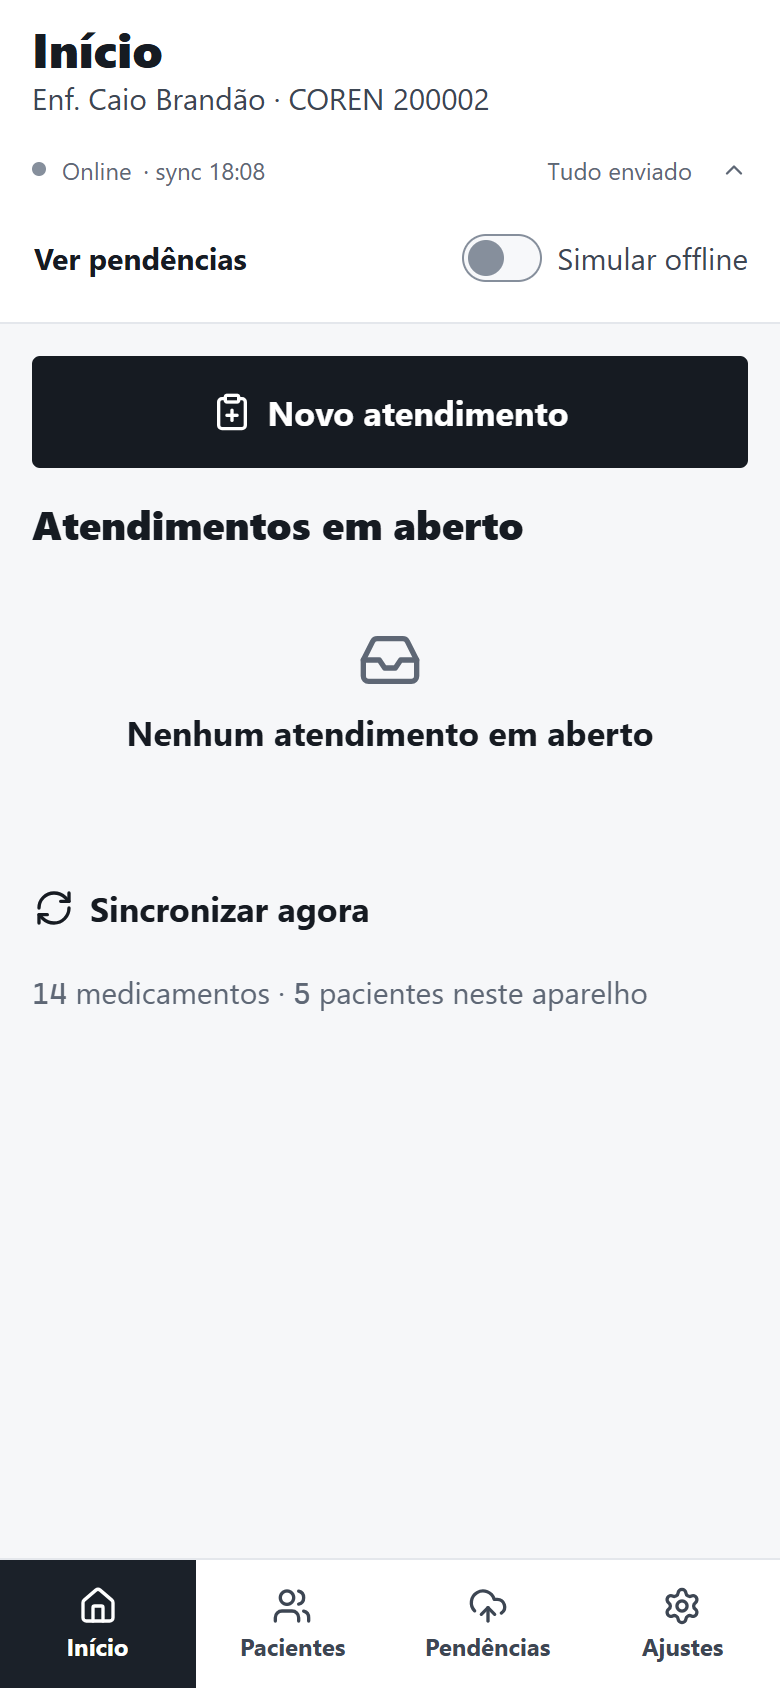 Início
Enf. Caio Brandão · COREN 200002
Online · sync 18:08
Tudo enviado
Ver pendências
Simular offline
Novo atendimento
Atendimentos em aberto
Nenhum atendimento em aberto
Sincronizar agora
14 medicamentos · 5 pacientes neste aparelho
Início
Pacientes
Pendências
Ajustes